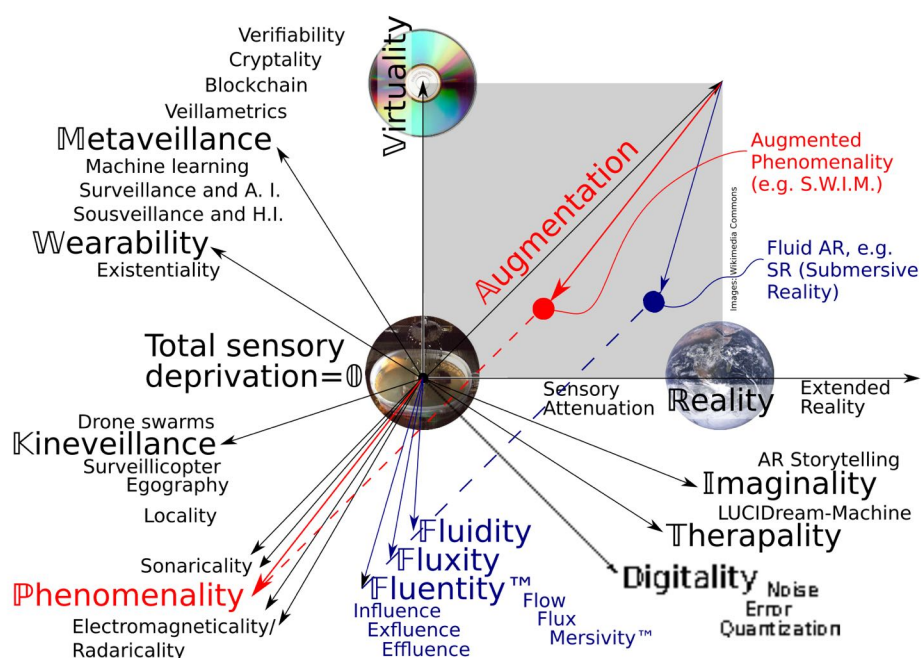 Verifiability
Cryptality
Blockchain
Veillametrics
𝕄etaveillance
Machine learning
Surveillance and A. I.
Sousveillance and H.I.
𝕎earability
Existentiality
𝕍irtuality
𝔸ugmentation
Augmented
Phenomenality
(e.g. S.W.I.M.)
Images: Wikimedia Commons
Fluid AR, e.g.
SR (Submersive
Reality)
Total sensory
deprivation=𝟘
Sensory
Attenuation
ℝeality
Extended
Reality
Drone swarms
𝕂ineveillance
Surveillicopter
Egography
Locality
Sonaricality
ℙhenomenality
Electromagneticality/
Radaricality
𝔽luidity
𝔽luxity
𝔽luentity™
Influence
Exfluence
Effluence
Flow
Flux
Mersivity™
AR Storytelling
𝕀maginality
LUCIDream-Machine
𝕋herapality
𝔻igitality
Noise
Error
Quantization